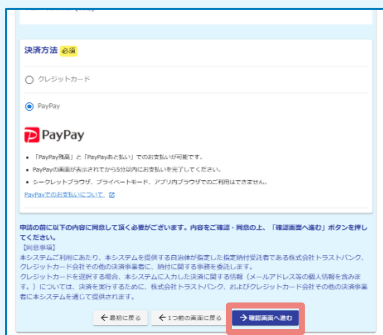 決済方法 必須
クレジットカード
PayPay
PayPay
• 「PayPay残高」と「PayPayあと払い」でのお支払いが可能です。
• PayPayの画面が表示されてから5分以内にお支払いを完了してください。
• シークレットブラウザ、プライベートモード、アプリ内ブラウザでのご利用はできません。
PayPayでのお支払いについて
申請の前に以下の内容に同意して頂く必要がございます。内容をご確認・同意の上、「確認画面へ進む」ボタンを押し
てください。
【同意事項】
本システムご利用にあたり、本システムを提供する自治体が指定した指定納付受託者である株式会社トラストバンク、
クレジットカード会社その他の決済事業者に、納付に関する事務を委託します。
クレジットカードを選択する場合、本システムに入力した決済に関する情報（メールアドレス等の個人情報を含みま
す。）については、決済を実行するために、株式会社トラストバンク、およびクレジットカード会社その他の決済事業
者に本システムを通じて提供されます。
← 最初に戻る ← 1つ前の画面に戻る → 確認画面へ進む